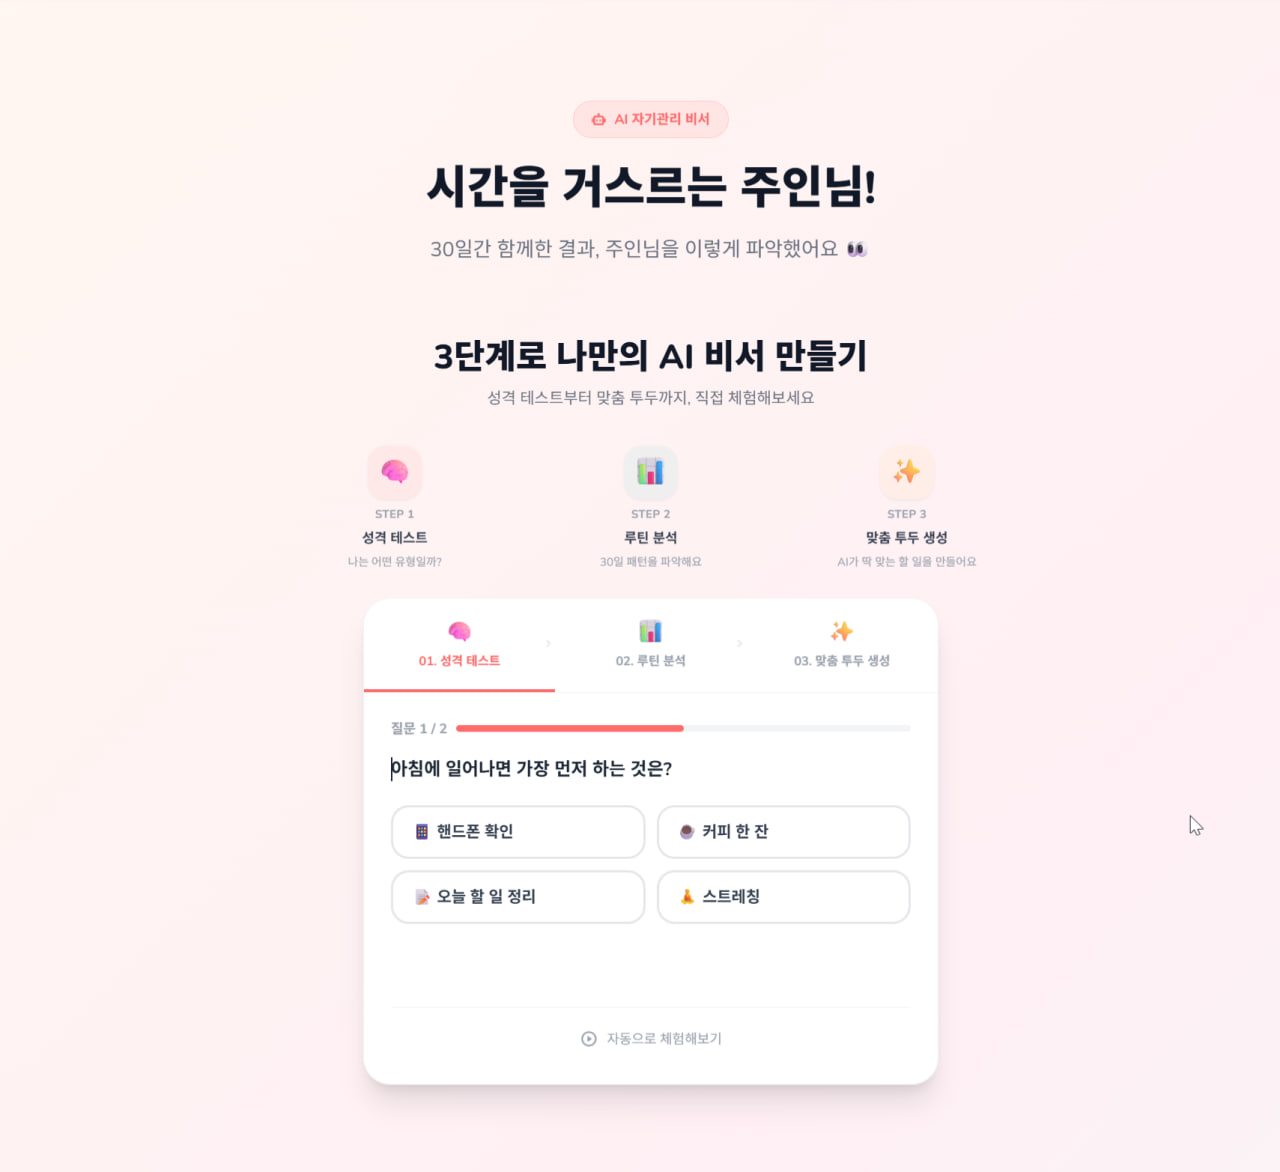 AI 자기관리 비서
시간을 거스르는 주인님!
30일간 함께한 결과, 주인님을 이렇게 파악했어요 👀
3단계로 나만의 AI 비서 만들기
성격 테스트부터 맞춤 투두까지, 직접 체험해보세요
STEP 1
성격 테스트
나는 어떤 유형일까?
STEP 2
루틴 분석
30일 패턴을 파악해요
STEP 3
맞춤 투두 생성
AI가 딱 맞는 할 일을 만들어요
01. 성격 테스트
02. 루틴 분석
03. 맞춤 투두 생성
질문 1 / 2
아침에 일어나면 가장 먼저 하는 것은?
핸드폰 확인
커피 한 잔
오늘 할 일 정리
스트레칭
자동으로 체험해보기